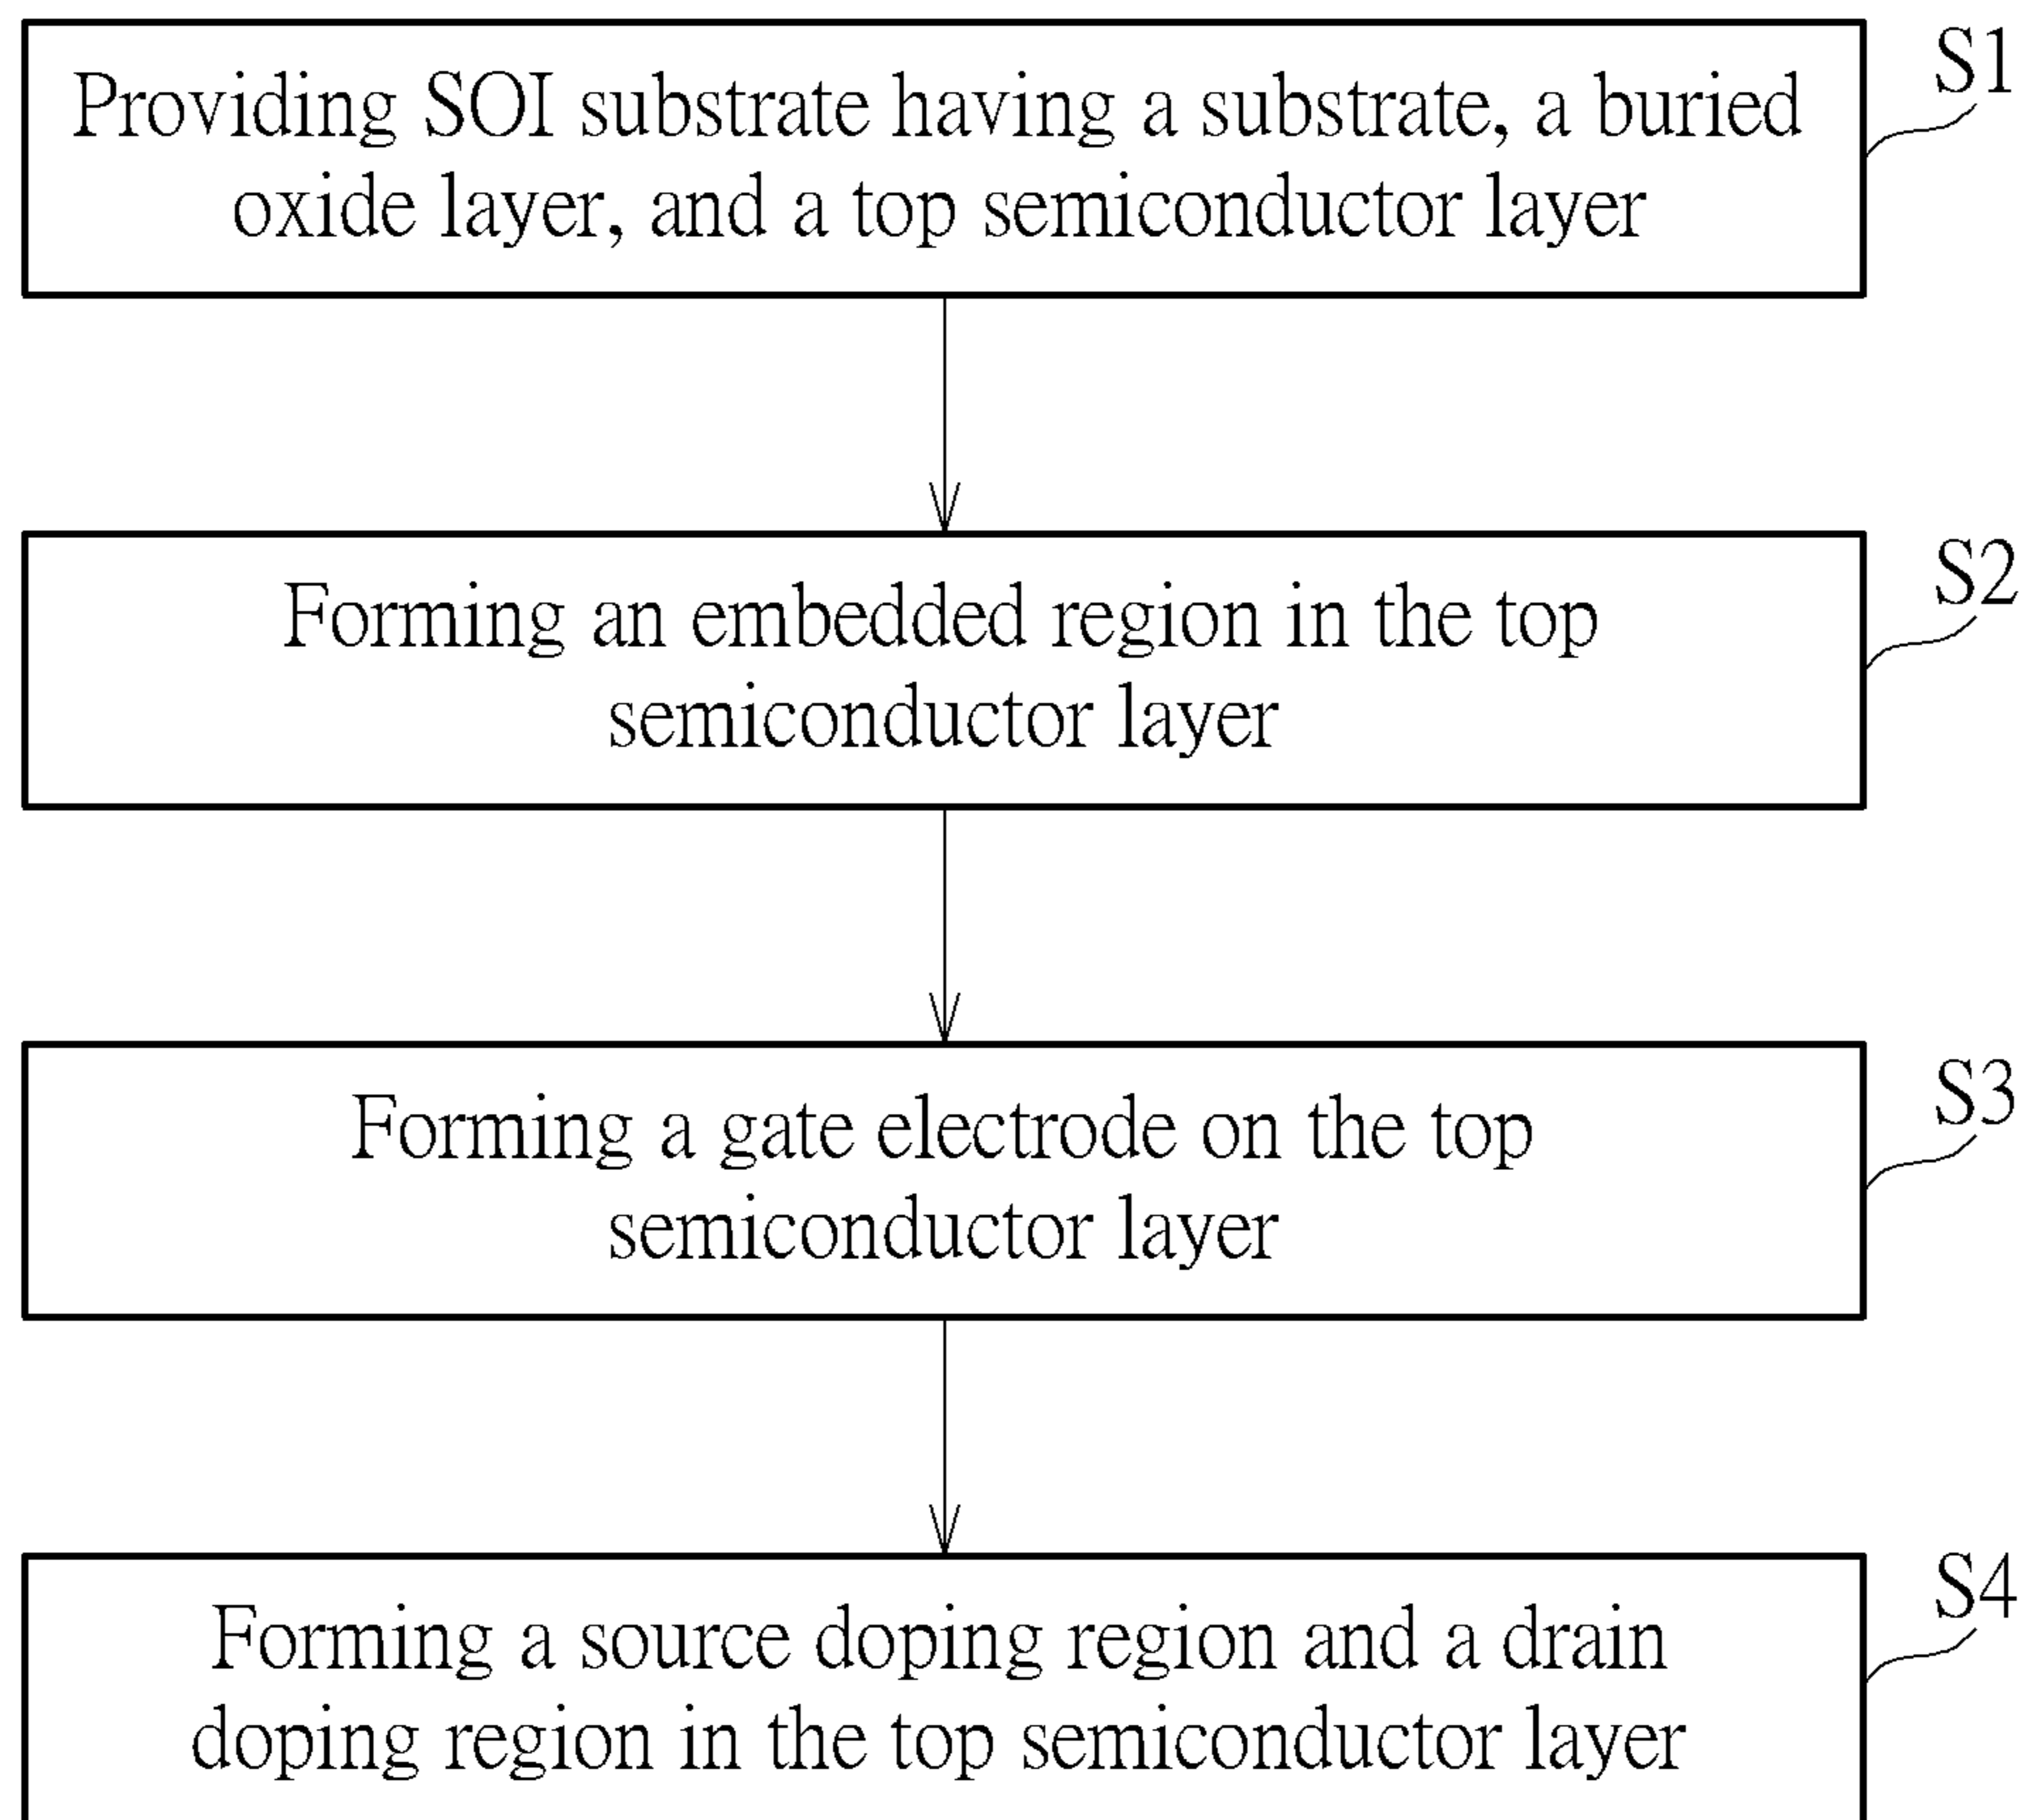 Providing SOI substrate having a substrate, a buried
oxide layer, and a top semiconductor layer
S1
Forming an embedded region in the top
semiconductor layer
S2
Forming a gate electrode on the top
semiconductor layer
S3
Forming a source doping region and a drain
doping region in the top semiconductor layer
S4